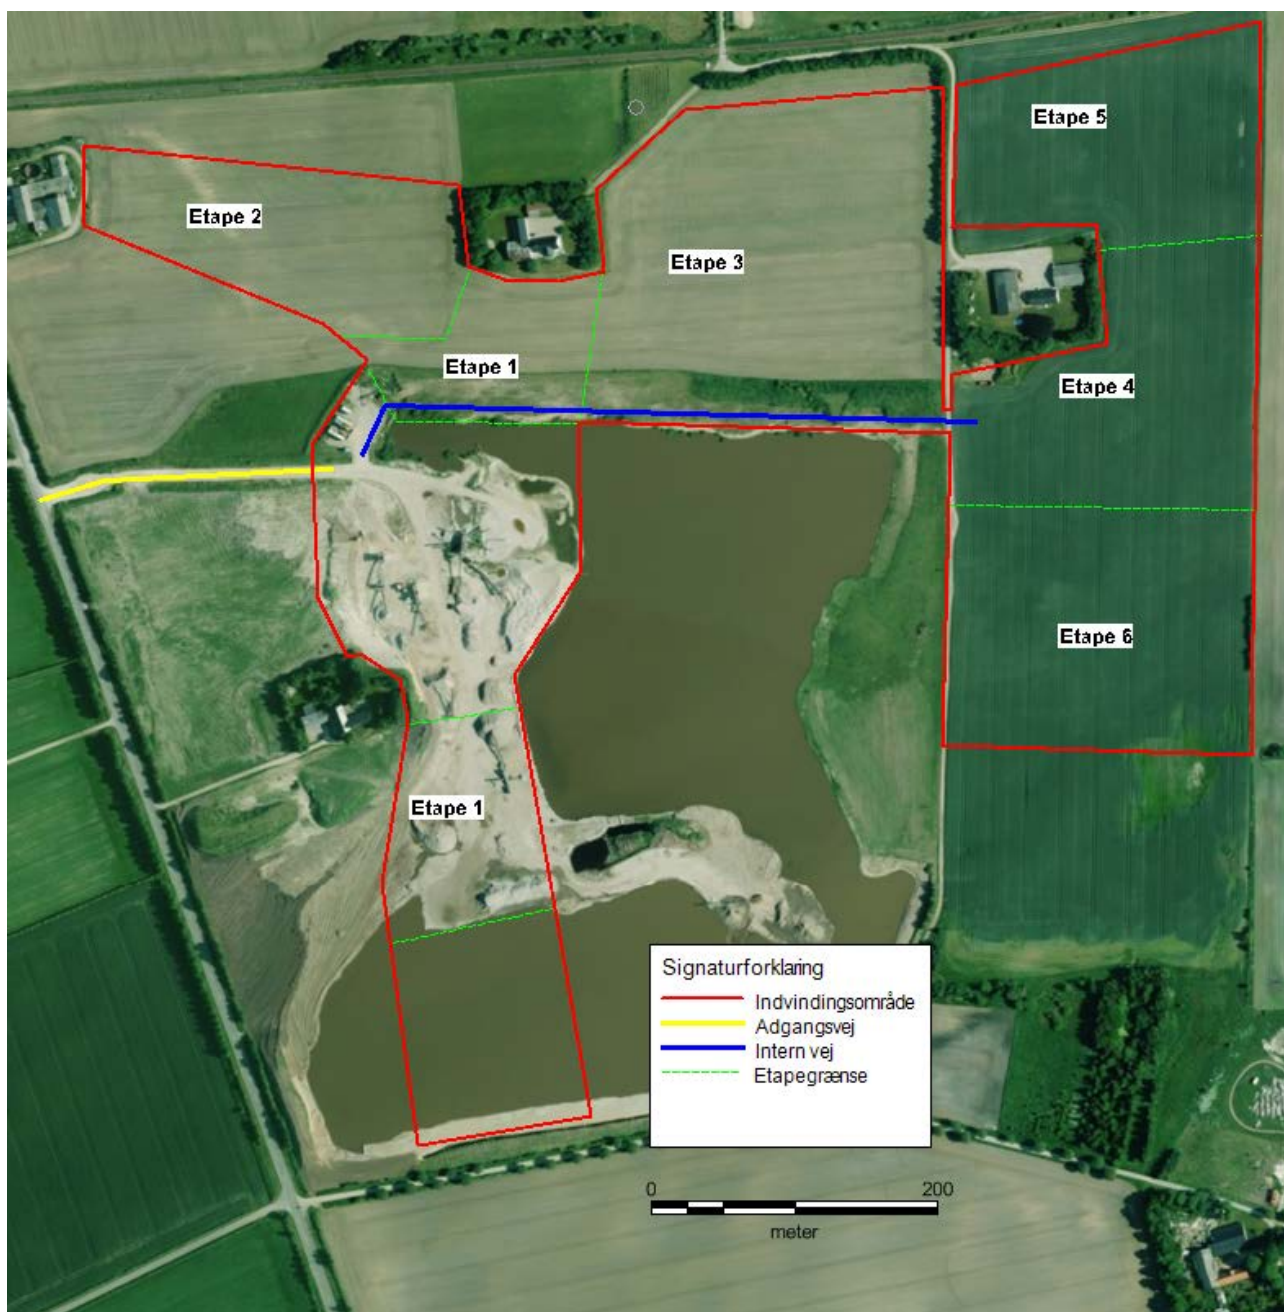 Etape 5
Etape 2
Etape 3
Etape 1
Etape 4
Etape 6
Etape 1
Signaturforklaring
Indvindingsområde
Adgangsvej
Intern vej
Etapegrænse
0 200
meter